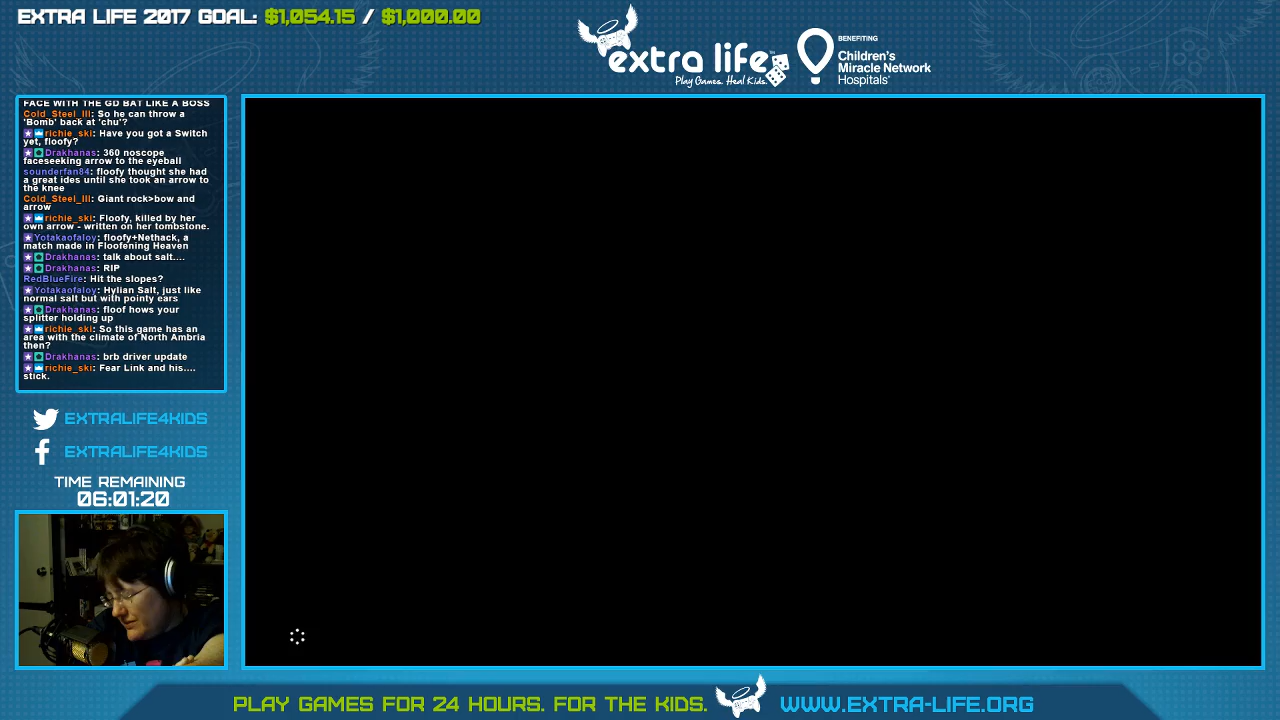 EXTRA LIFE 2017 GOAL: $1,054.15 / $1,000.00
extra life
Play Games. Heal Kids.
BENEFITING
Children's
Miracle Network
Hospitals
FACE WITH THE GD BAT LIKE A BOSS
Cold_Steel_III: So he can throw a
'Bomb' back at 'chu'?
richie_ski: Have you got a Switch
yet, floofy?
Drakhanas: 360 noscope
faceseeking arrow to the eyeball
sounderfan84: floofy thought she had
a great ides until she took an arrow to
the knee
Cold_Steel_III: Giant rock>bow and
arrow
richie_ski: Floofy, killed by her
own arrow - written on her tombstone.
Yotakaofaloy: floofy+Nethack, a
match made in Floofening Heaven
Drakhanas: talk about salt....
Drakhanas: RIP
RedBlueFire: Hit the slopes?
Yotakaofaloy: Hylian Salt, just like
normal salt but with pointy ears
Drakhanas: floof hows your
splitter holding up
richie_ski: So this game has an
area with the climate of North Ambria
then?
Drakhanas: brb driver update
richie_ski: Fear Link and his....
stick.
EXTRALIFE4KIDS
EXTRALIFE4KIDS
TIME REMAINING
06:01:20
PLAY GAMES FOR 24 HOURS. FOR THE KIDS.
WWW.EXTRA-LIFE.ORG